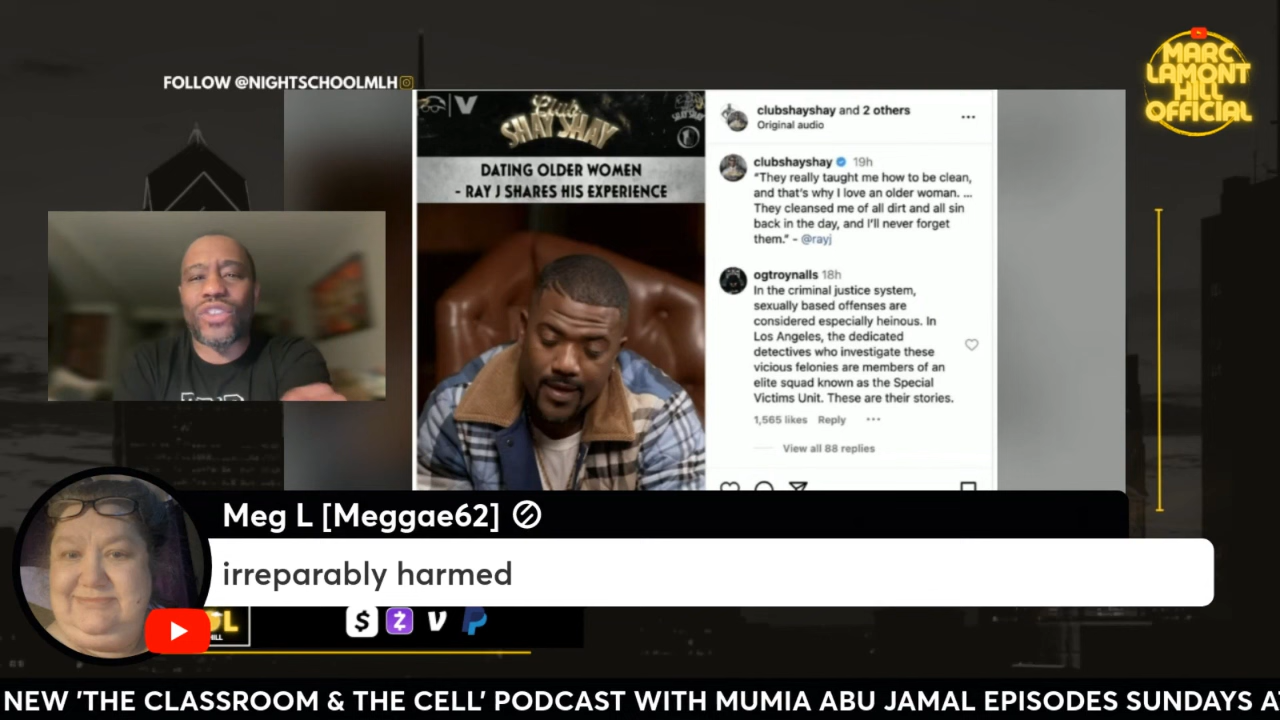 FOLLOW @NIGHTSCHOOLMLH
MARC
LAMONT
HILL
OFFICIAL
Club
SHAY SHAY
DATING OLDER WOMEN
- RAY J SHARES HIS EXPERIENCE
clubshayshay and 2 others
Original audio
clubshayshay 19h
"They really taught me how to be clean,
and that's why I love an older woman. ...
They cleansed me of all dirt and all sin
back in the day, and I'll never forget
them." - @rayj
ogtroynalls 18h
In the criminal justice system,
sexually based offenses are
considered especially heinous. In
Los Angeles, the dedicated
detectives who investigate these
vicious felonies are members of an
elite squad known as the Special
Victims Unit. These are their stories.
1,565 likes Reply
View all 88 replies
Meg L [Meggae62]
irreparably harmed
HILL
NEW 'THE CLASSROOM & THE CELL' PODCAST WITH MUMIA ABU JAMAL EPISODES SUNDAYS